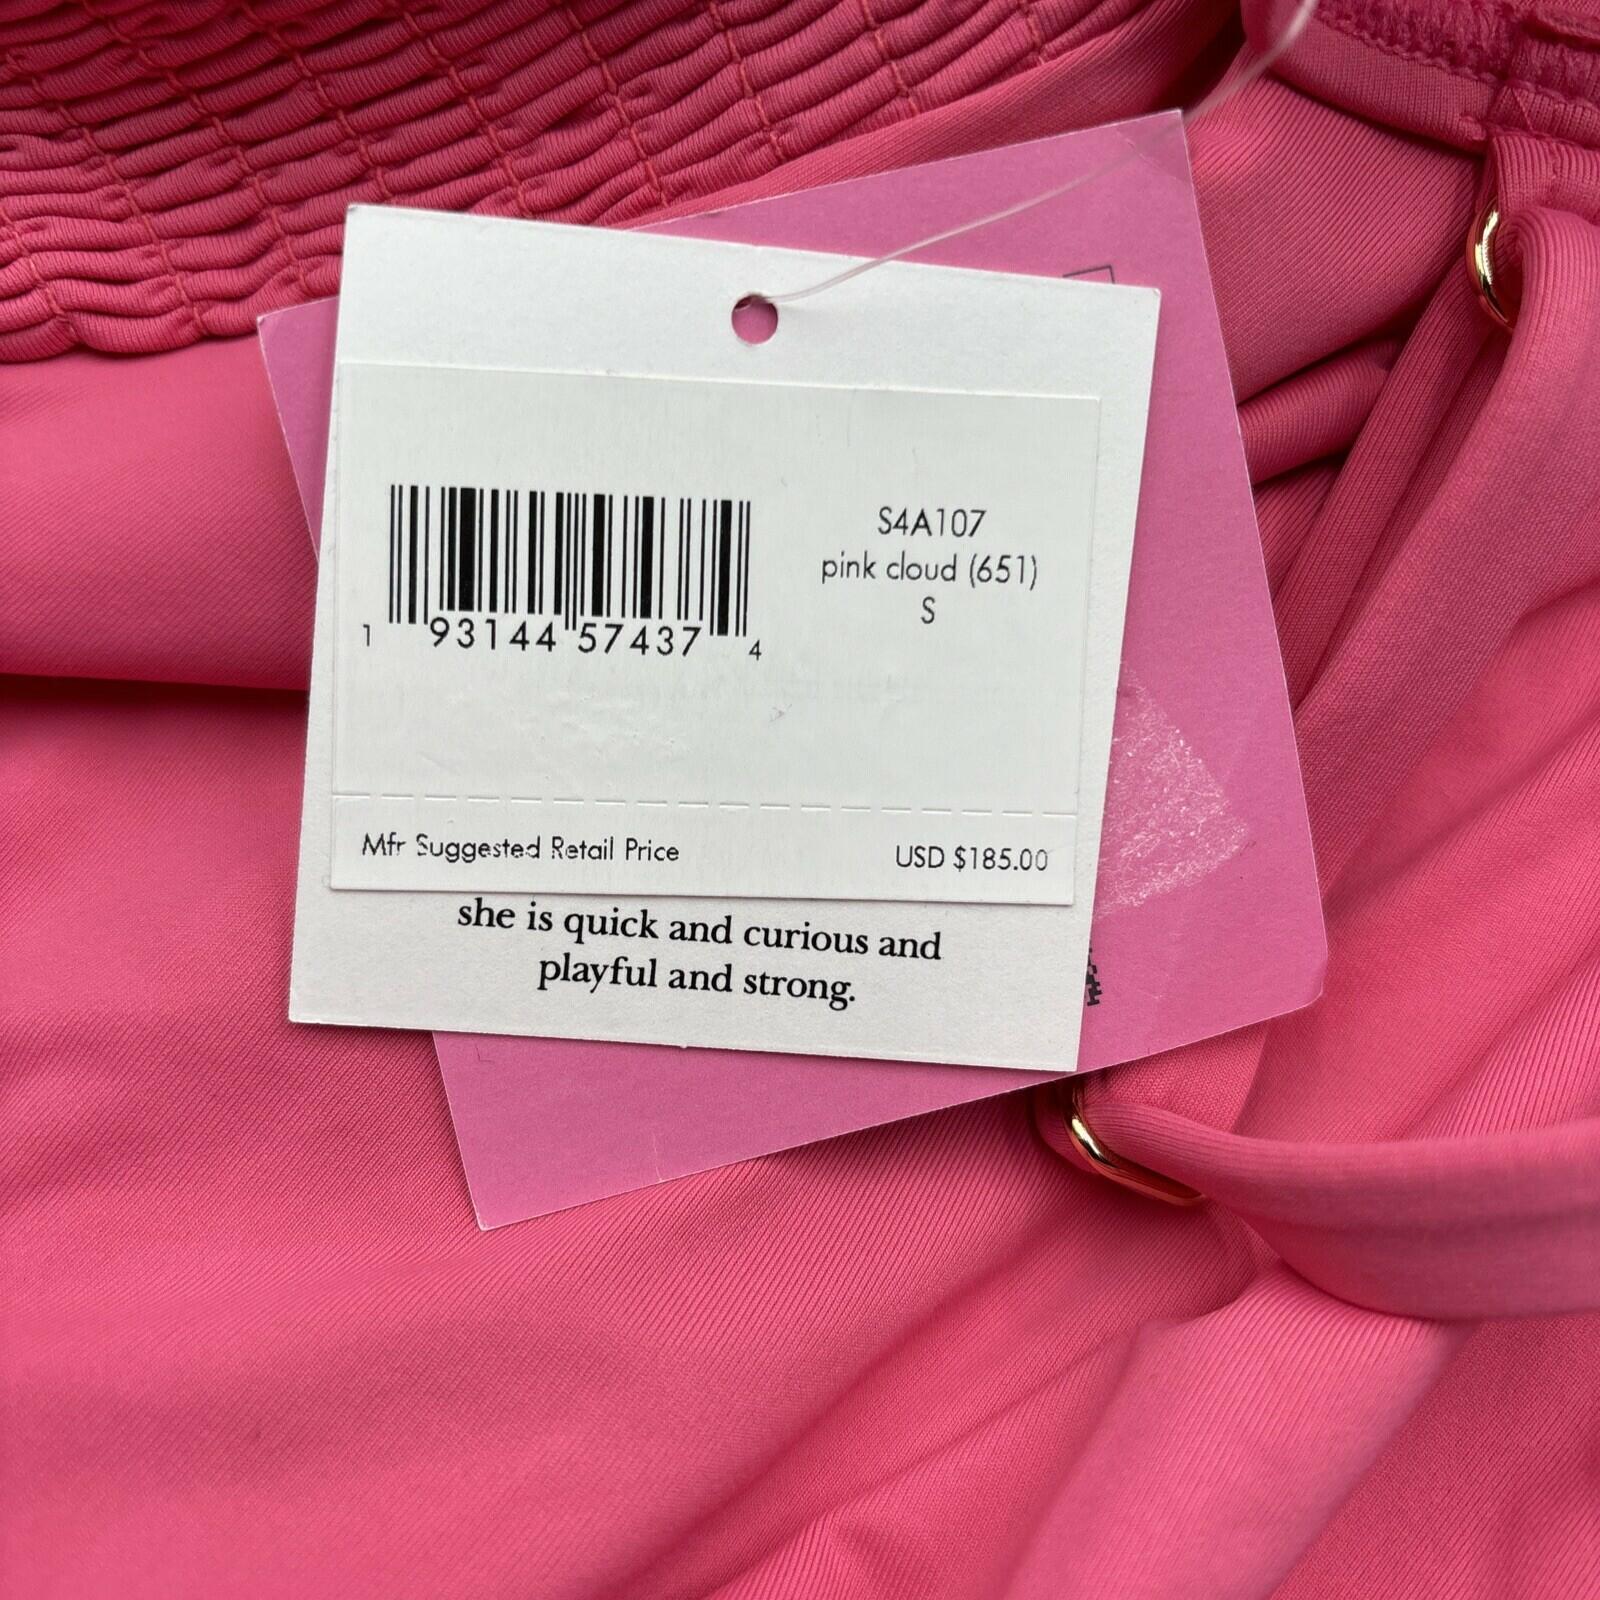 S4A107
pink cloud (651)
S
1 93144 57437 4
Mfr Suggested Retail Price USD $185.00
she is quick and curious and
playful and strong.